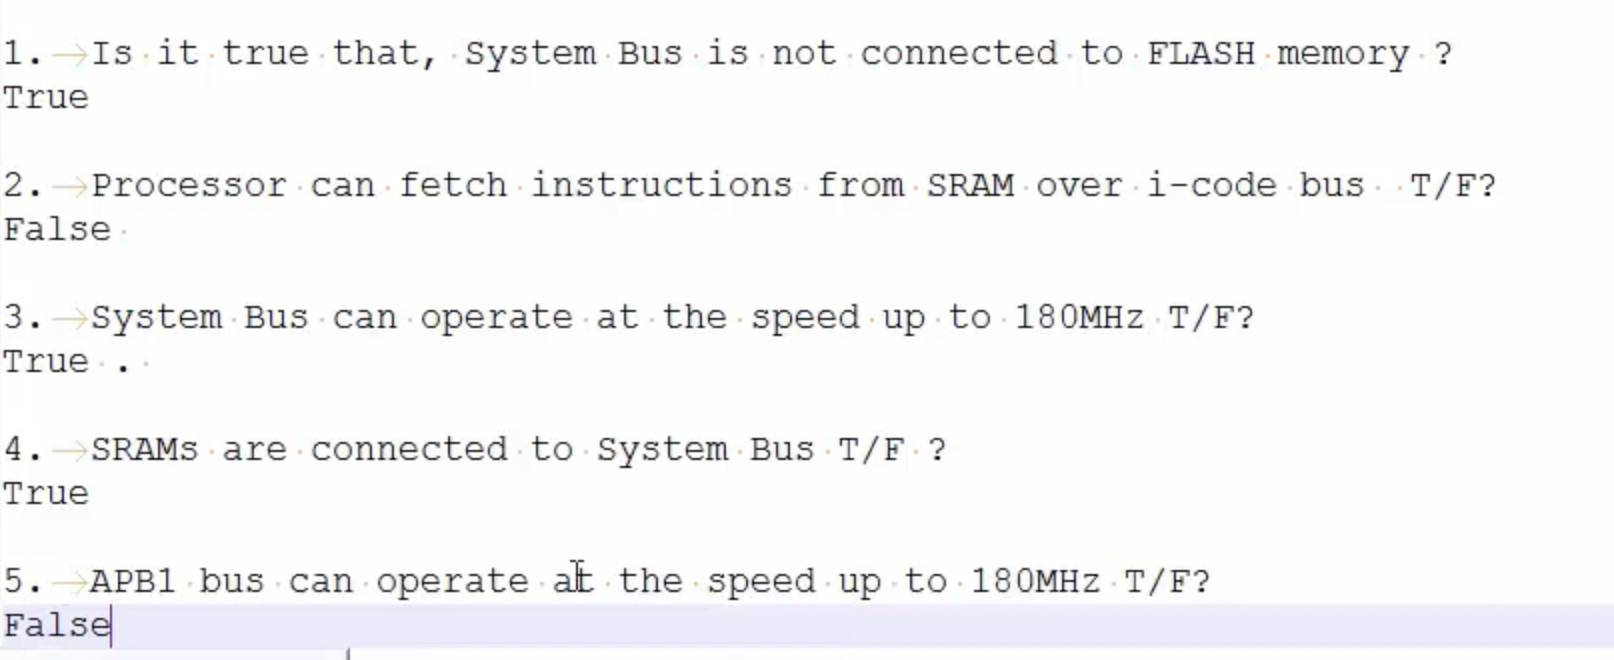 1. Is it true that, System Bus is not connected to FLASH memory ?
True
2. Processor can fetch instructions from SRAM over i-code bus  T/F?
False
3. System Bus can operate at the speed up to 180MHz T/F?
True .
4. SRAMs are connected to System Bus T/F ?
True
5. APB1 bus can operate at the speed up to 180MHz T/F?
False